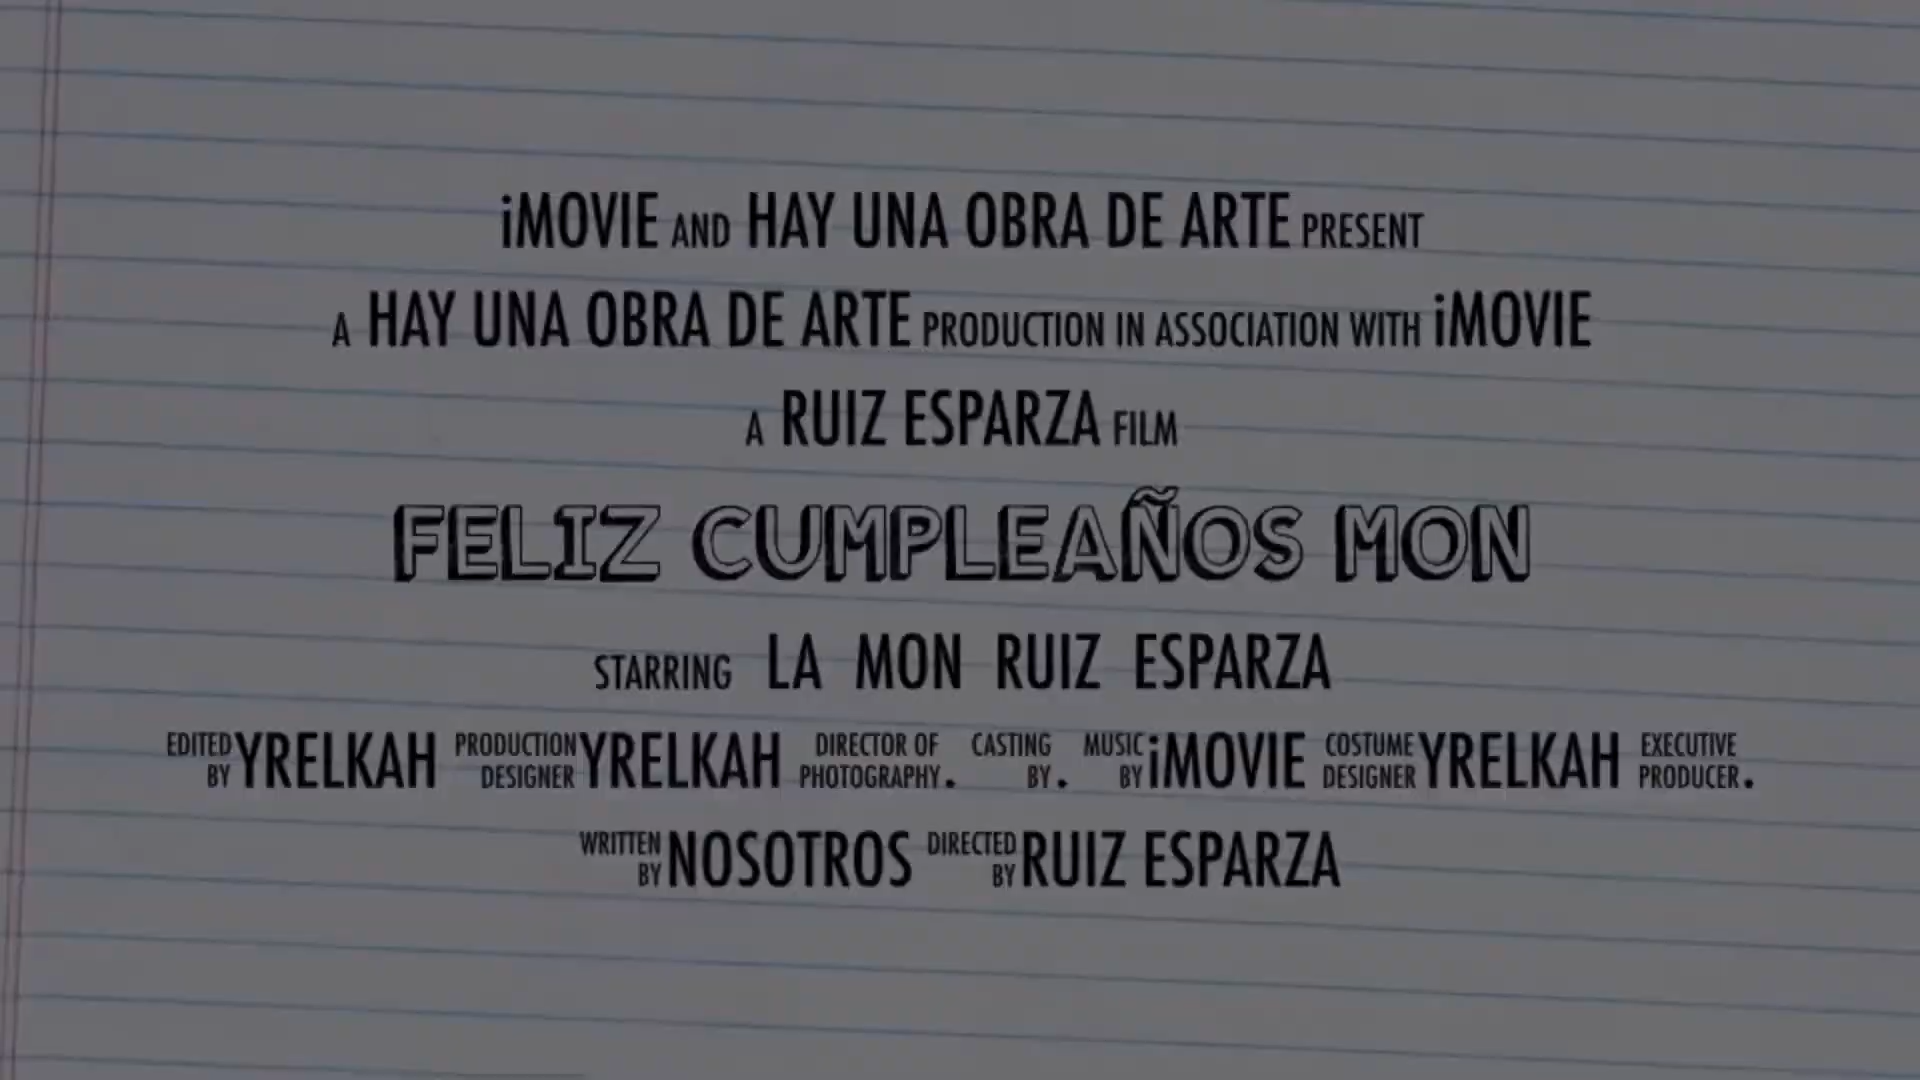 iMOVIE AND HAY UNA OBRA DE ARTE PRESENT
A HAY UNA OBRA DE ARTE PRODUCTION IN ASSOCIATION WITH iMOVIE
A RUIZ ESPARZA FILM
FELIZ CUMPLEAÑOS MON
STARRING LA MON RUIZ ESPARZA
EDITED BY YRELKAH PRODUCTION DESIGNER YRELKAH DIRECTOR OF PHOTOGRAPHY . CASTING BY . MUSIC BY iMOVIE COSTUME DESIGNER YRELKAH EXECUTIVE PRODUCER .
WRITTEN BY NOSOTROS DIRECTED BY RUIZ ESPARZA